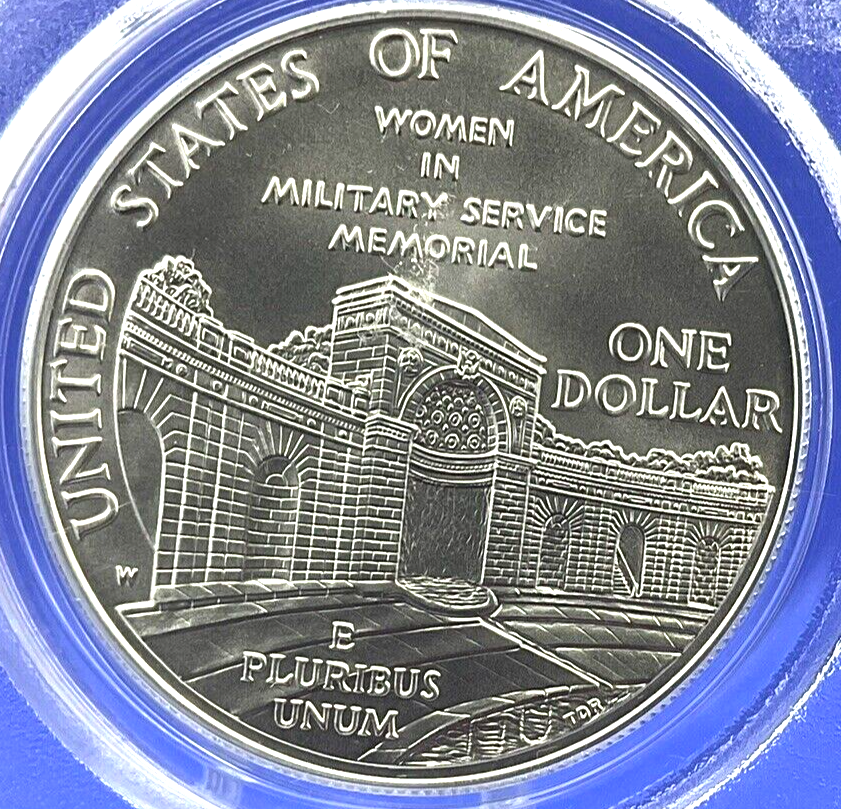 UNITED STATES OF AMERICA
WOMEN
IN
MILITARY SERVICE
MEMORIAL
ONE
DOLLAR
W
E
PLURIBUS
UNUM
TDR